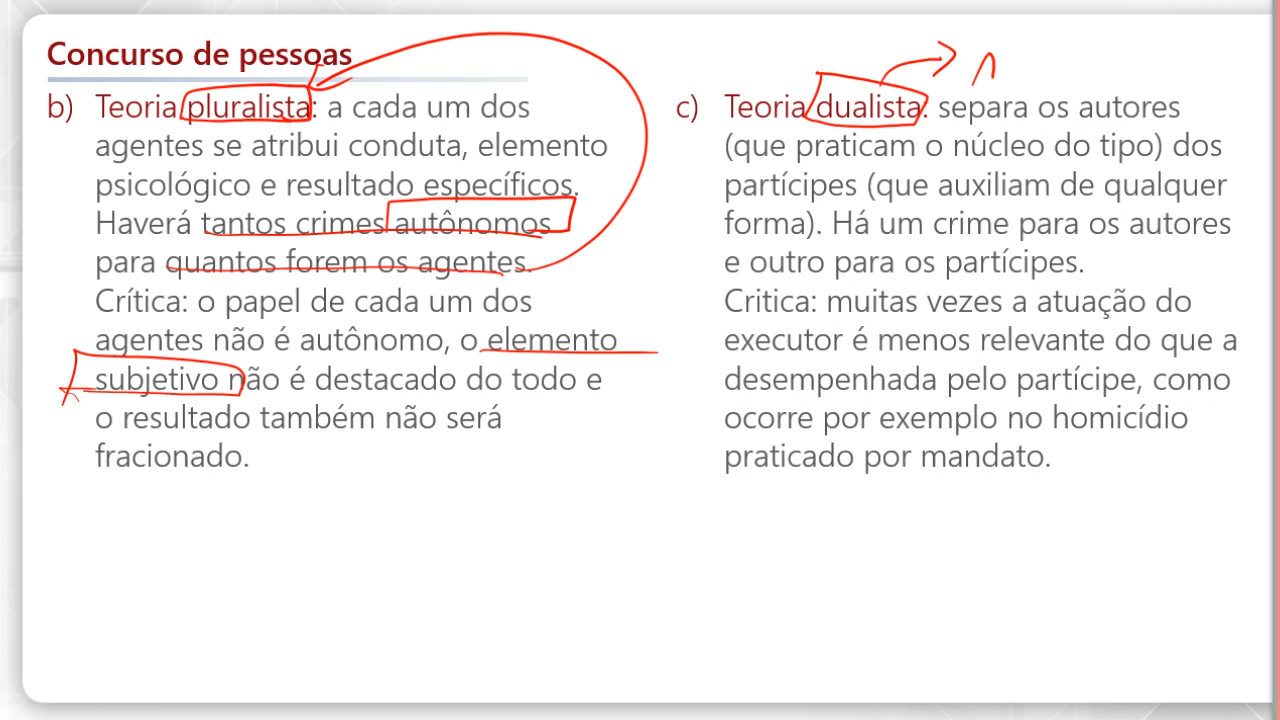 Concurso de pessoas
b) Teoria pluralista: a cada um dos
agentes se atribui conduta, elemento
psicológico e resultado específicos.
Haverá tantos crimes autônomos
para quantos forem os agentes.
Crítica: o papel de cada um dos
agentes não é autônomo, o elemento
subjetivo não é destacado do todo e
o resultado também não será
fracionado.
c) Teoria dualista: separa os autores
(que praticam o núcleo do tipo) dos
partícipes (que auxiliam de qualquer
forma). Há um crime para os autores
e outro para os partícipes.
Critica: muitas vezes a atuação do
executor é menos relevante do que a
desempenhada pelo partícipe, como
ocorre por exemplo no homicídio
praticado por mandato.